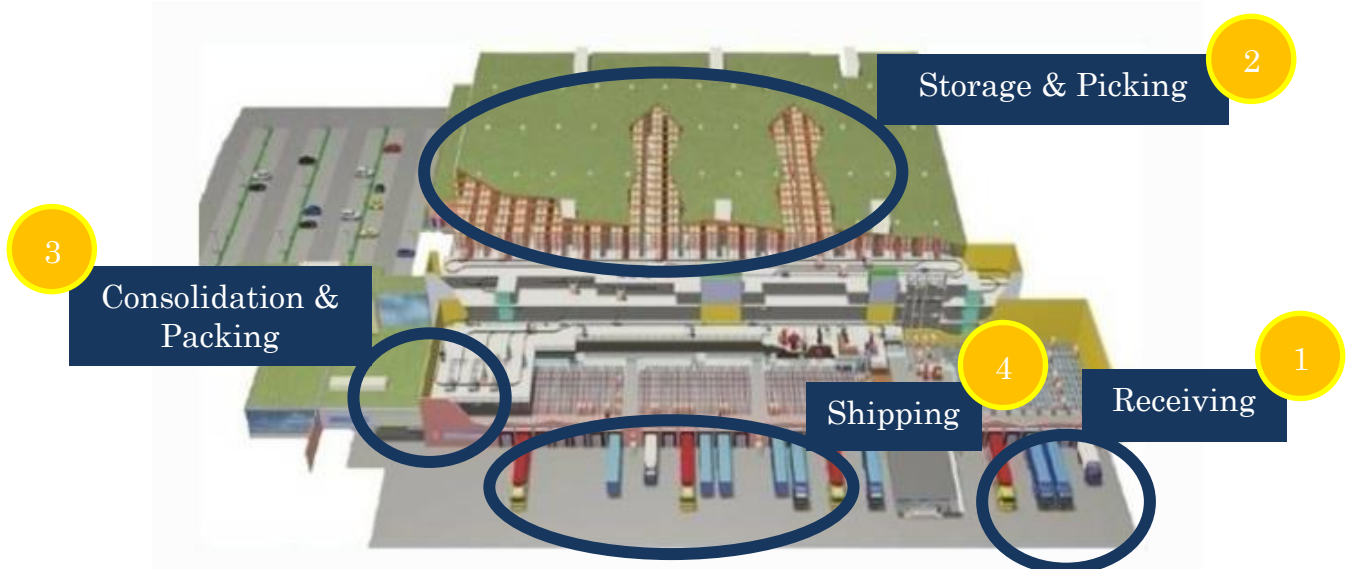 2
Storage & Picking
3
Consolidation &
Packing
4
Shipping
1
Receiving